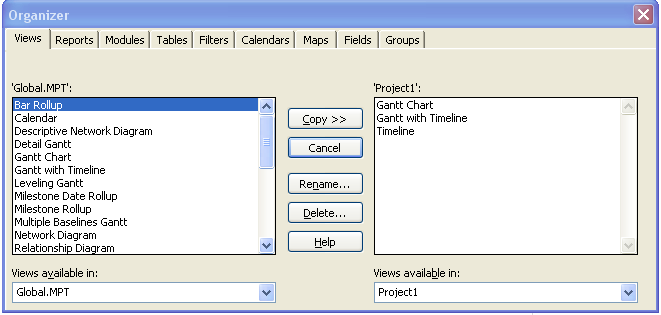 Organizer
Views Reports Modules Tables Filters Calendars Maps Fields Groups
'Global.MPT':
Bar Rollup
Calendar
Descriptive Network Diagram
Detail Gantt
Gantt Chart
Gantt with Timeline
Leveling Gantt
Milestone Date Rollup
Milestone Rollup
Multiple Baselines Gantt
Network Diagram
Relationship Diagram
Views available in:
Global.MPT
Copy >>
Cancel
Rename...
Delete...
Help
'Project1':
Gantt Chart
Gantt with Timeline
Timeline
Views available in:
Project1